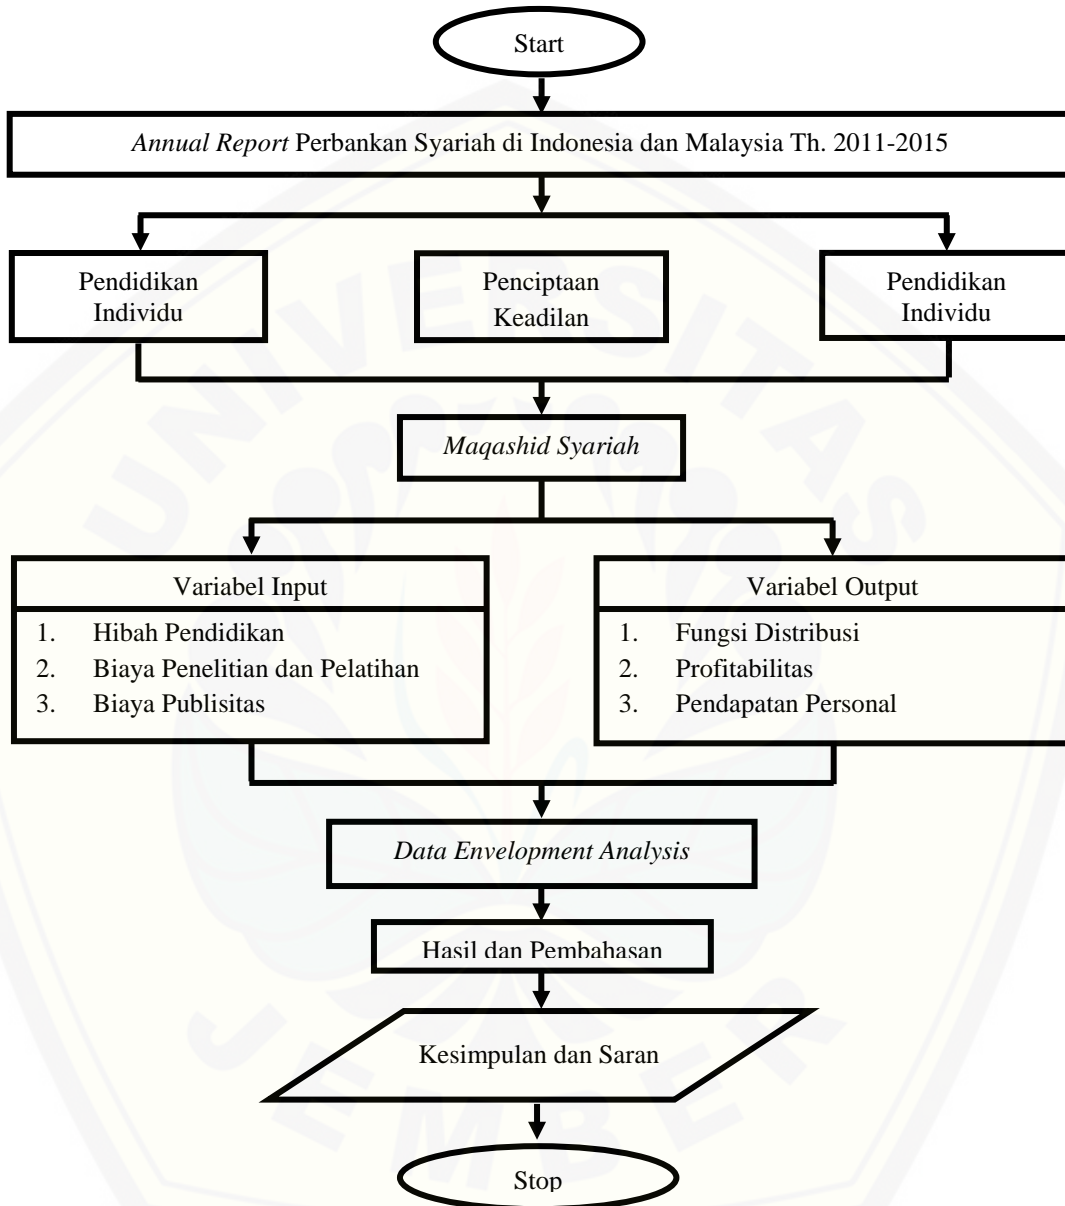 Start
Annual Report Perbankan Syariah di Indonesia dan Malaysia Th. 2011-2015
Pendidikan
Individu
Penciptaan
Keadilan
Pendidikan
Individu
Maqashid Syariah
Variabel Input
1. Hibah Pendidikan
2. Biaya Penelitian dan Pelatihan
3. Biaya Publisitas
Variabel Output
1. Fungsi Distribusi
2. Profitabilitas
3. Pendapatan Personal
Data Envelopment Analysis
Hasil dan Pembahasan
Kesimpulan dan Saran
Stop
UNIVERSITAS
JEMBER